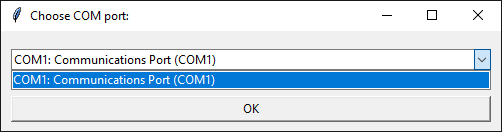 Choose COM port:
COM1: Communications Port (COM1)
COM1: Communications Port (COM1)
OK